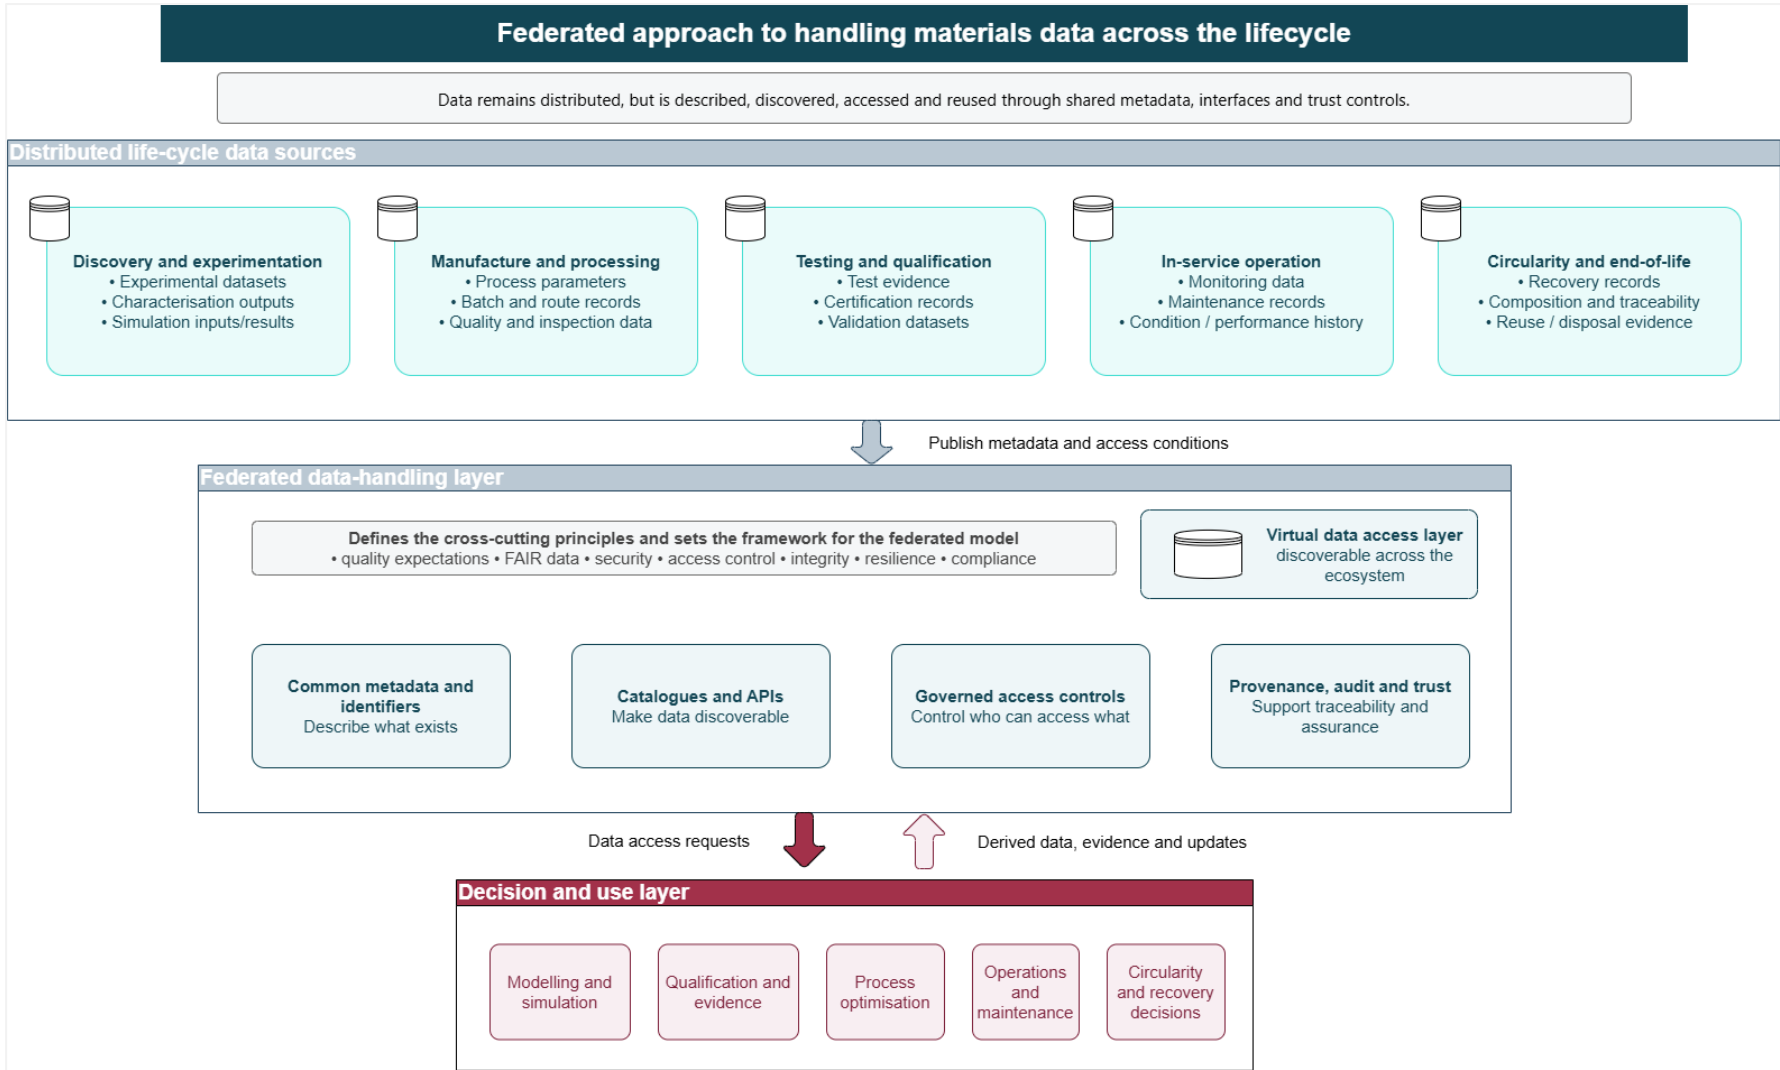 Federated approach to handling materials data across the lifecycle
Data remains distributed, but is described, discovered, accessed and reused through shared metadata, interfaces and trust controls.
Distributed life-cycle data sources
Discovery and experimentation
• Experimental datasets
• Characterisation outputs
• Simulation inputs/results
Manufacture and processing
• Process parameters
• Batch and route records
• Quality and inspection data
Testing and qualification
• Test evidence
• Certification records
• Validation datasets
In-service operation
• Monitoring data
• Maintenance records
• Condition / performance history
Circularity and end-of-life
• Recovery records
• Composition and traceability
• Reuse / disposal evidence
Publish metadata and access conditions
Federated data-handling layer
Defines the cross-cutting principles and sets the framework for the federated model
• quality expectations • FAIR data • security • access control • integrity • resilience • compliance
Virtual data access layer
discoverable across the
ecosystem
Common metadata and
identifiers
Describe what exists
Catalogues and APIs
Make data discoverable
Governed access controls
Control who can access what
Provenance, audit and trust
Support traceability and
assurance
Data access requests
Derived data, evidence and updates
Decision and use layer
Modelling and
simulation
Qualification and
evidence
Process
optimisation
Operations
and
maintenance
Circularity
and recovery
decisions